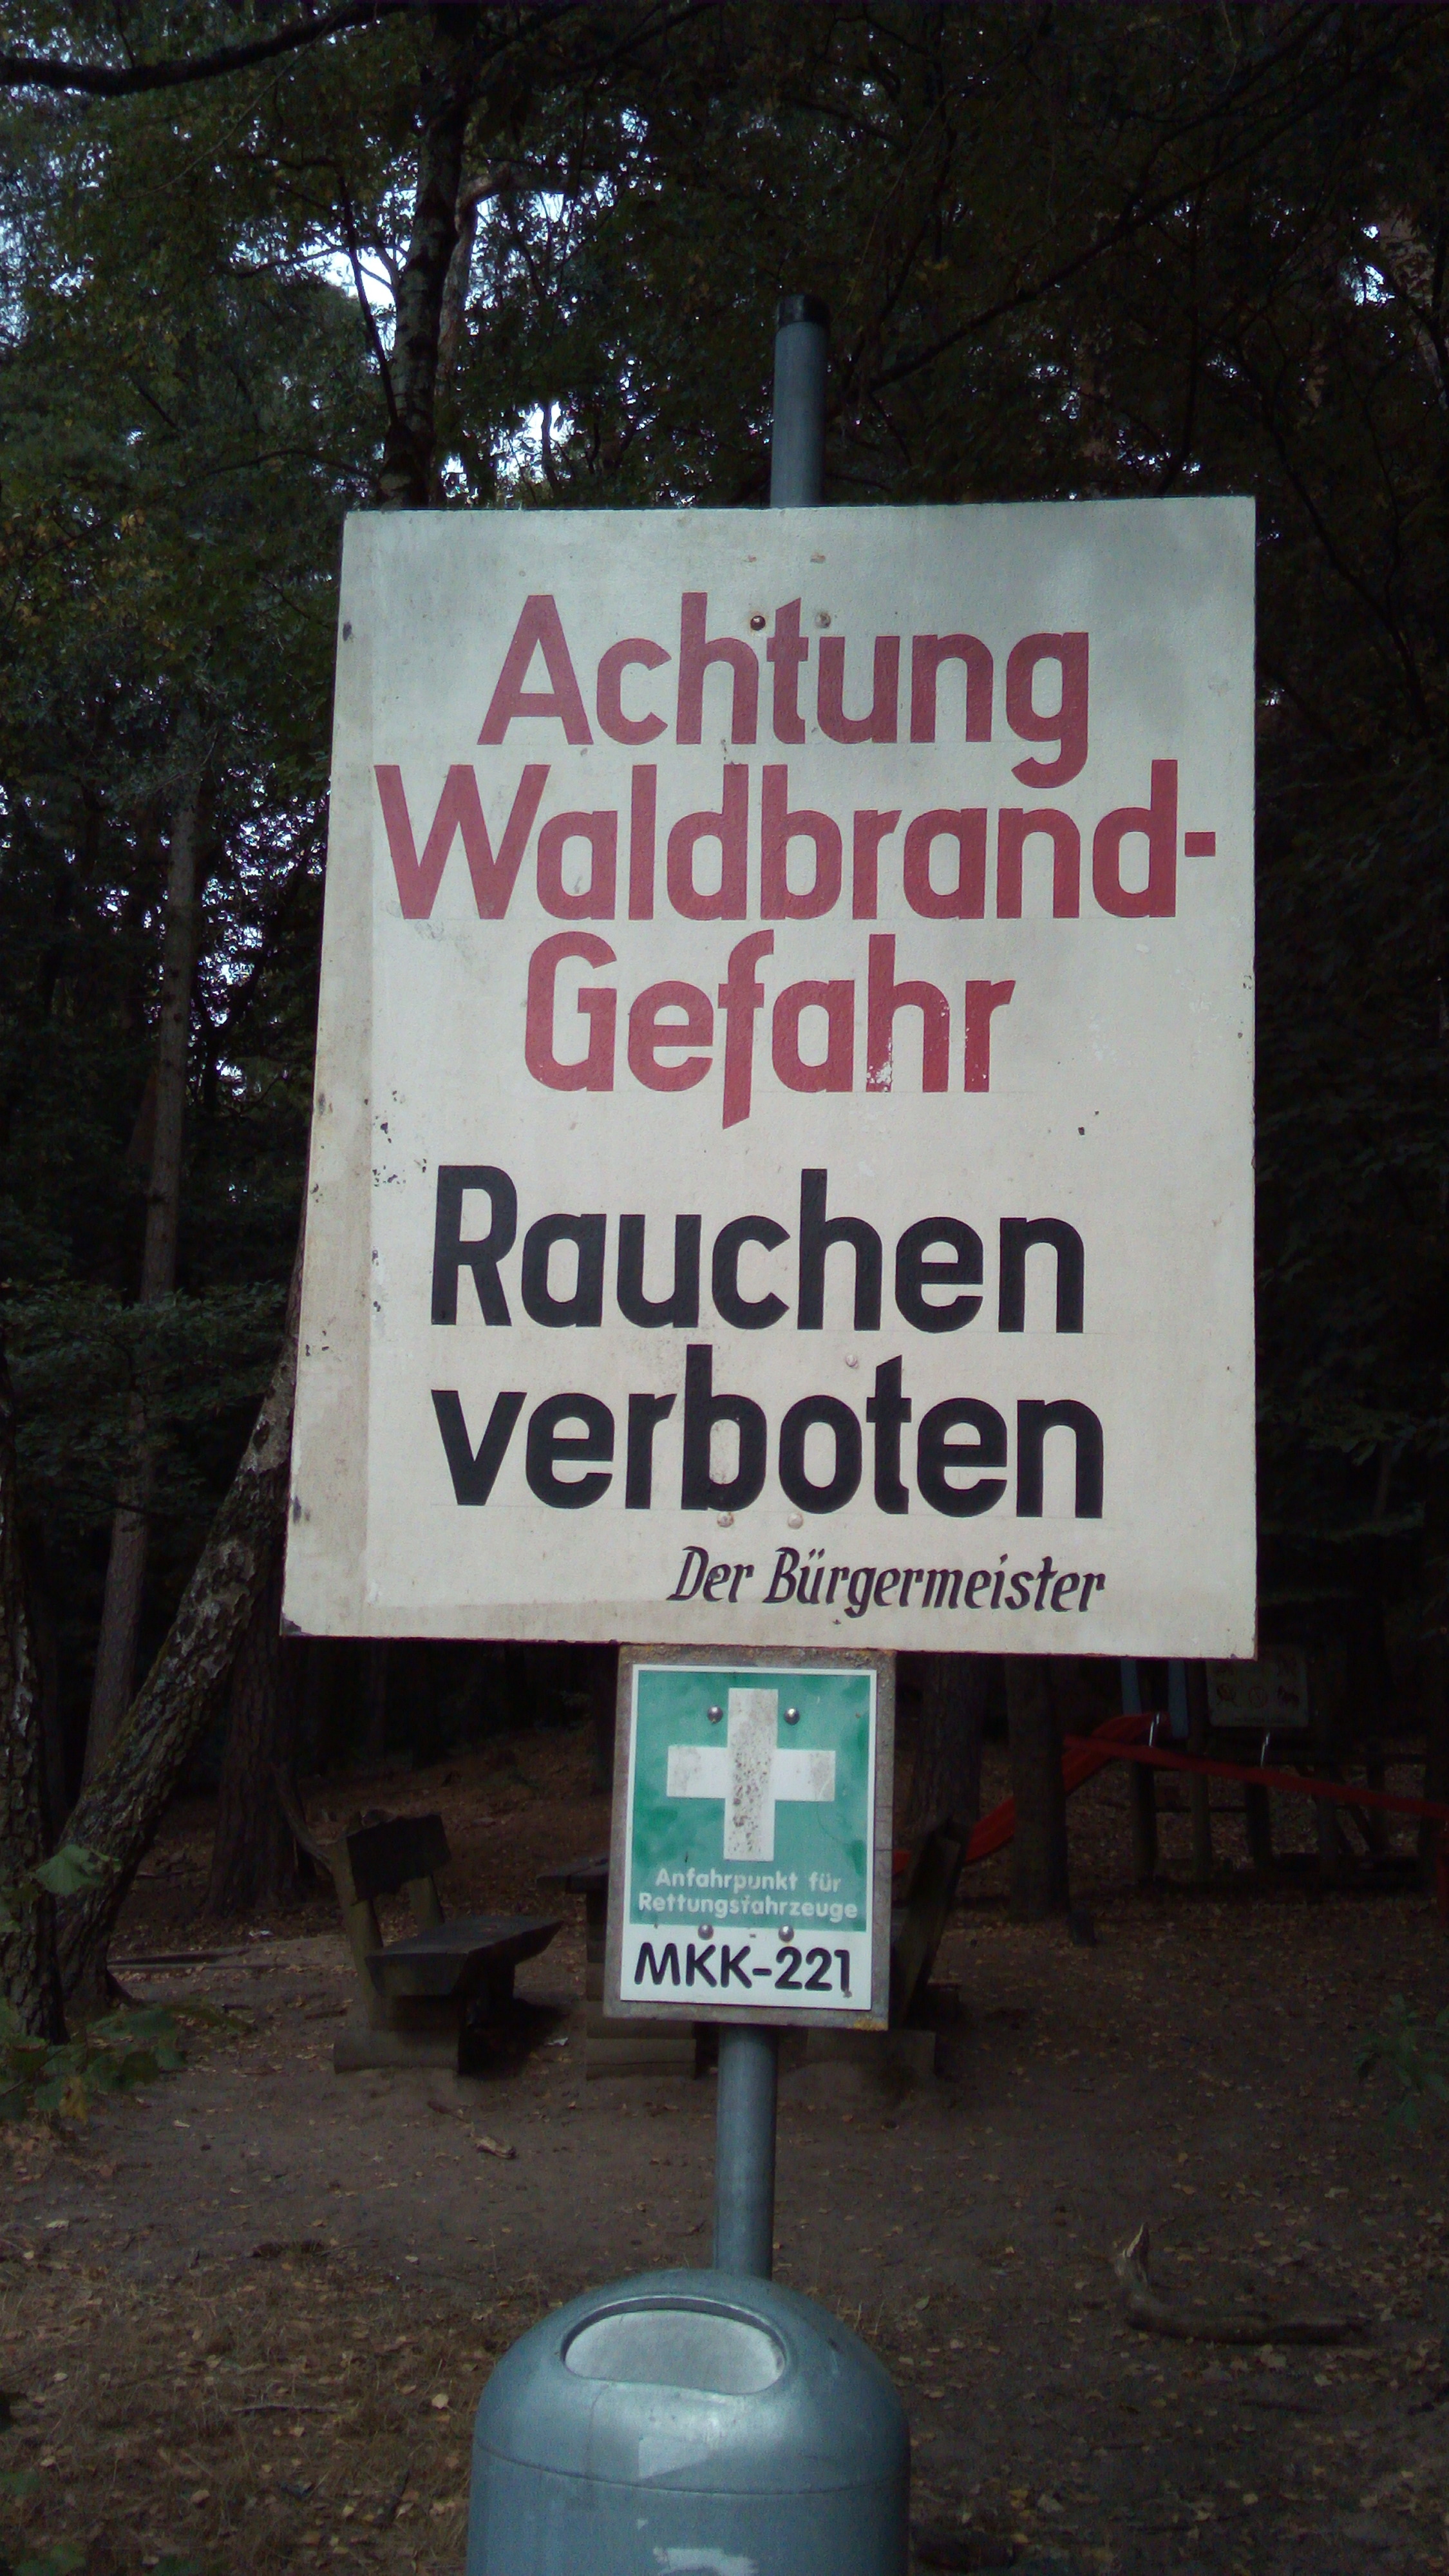 Achtung
Waldbrand-
Gefahr
Rauchen
verboten
Der Bürgermeister
Anfahrpunkt für
Rettungsfahrzeuge
MKK-221